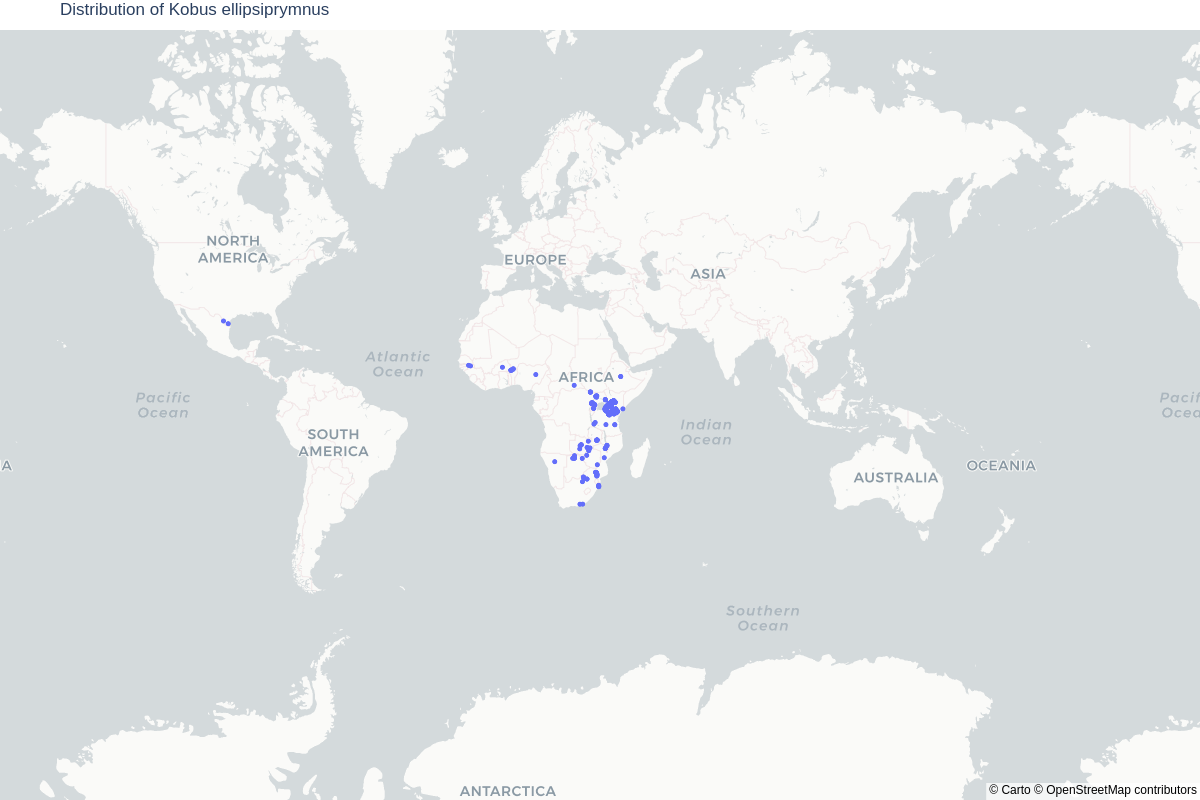 Distribution of Kobus ellipsiprymnus
NORTH
AMERICA
EUROPE
ASIA
Atlantic
Ocean
AFRICA
Pacific
Ocean
Pacif
Ocea
Indian
Ocean
SOUTH
AMERICA
A
OCEANIA
AUSTRALIA
Southern
Ocean
ANTARCTICA
© Carto © OpenStreetMap contributors